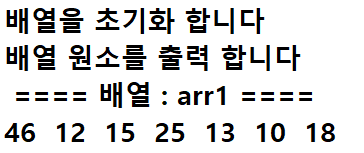 배열을 초기화 합니다
배열 원소를 출력 합니다
==== 배열 : arr1 ====
46 12 15 25 13 10 18